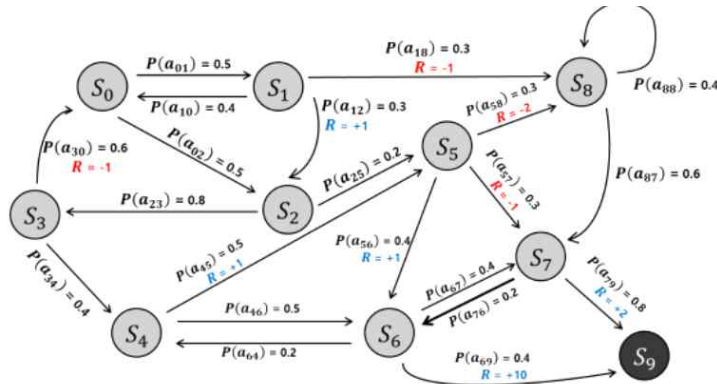 P(a01) = 0.5
P(a18) = 0.3
R = -1
S0
S1
S8
P(a10) = 0.4
P(a12) = 0.3
R = +1
P(a58) = 0.3
R = -2
P(a88) = 0.4
P(a30) = 0.6
R = -1
P(a02) = 0.5
P(a25) = 0.2
S5
P(a57) = 0.3
R = -1
P(a87) = 0.6
S3
P(a23) = 0.8
S2
P(a45) = 0.5
R = +1
P(a56) = 0.4
R = +1
S7
P(a34) = 0.4
P(a67) = 0.4
P(a76) = 0.2
P(a79) = 0.8
R = +2
S4
P(a46) = 0.5
P(a64) = 0.2
S6
P(a69) = 0.4
R = +10
S9